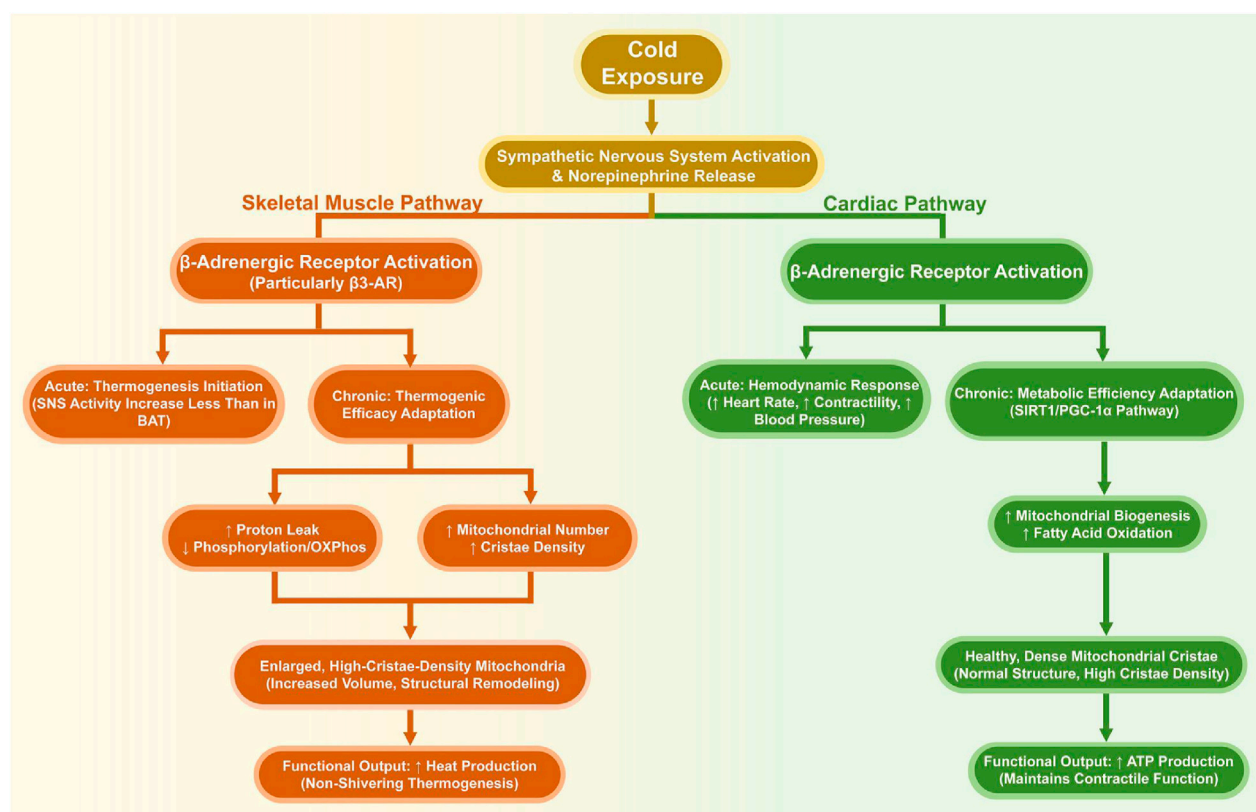 Cold
Exposure
Sympathetic Nervous System Activation
& Norepinephrine Release
Skeletal Muscle Pathway
Cardiac Pathway
β-Adrenergic Receptor Activation
(Particularly β3-AR)
β-Adrenergic Receptor Activation
Acute: Thermogenesis Initiation
(SNS Activity Increase Less Than in
BAT)
Chronic: Thermogenic
Efficacy Adaptation
Acute: Hemodynamic Response
(↑ Heart Rate, ↑ Contractility, ↑
Blood Pressure)
Chronic: Metabolic Efficiency Adaptation
(SIRT1/PGC-1α Pathway)
↑ Proton Leak
↓ Phosphorylation/OXPhos
↑ Mitochondrial Number
↑ Cristae Density
↑ Mitochondrial Biogenesis
↑ Fatty Acid Oxidation
Enlarged, High-Cristae-Density Mitochondria
(Increased Volume, Structural Remodeling)
Healthy, Dense Mitochondrial Cristae
(Normal Structure, High Cristae Density)
Functional Output: ↑ Heat Production
(Non-Shivering Thermogenesis)
Functional Output: ↑ ATP Production
(Maintains Contractile Function)